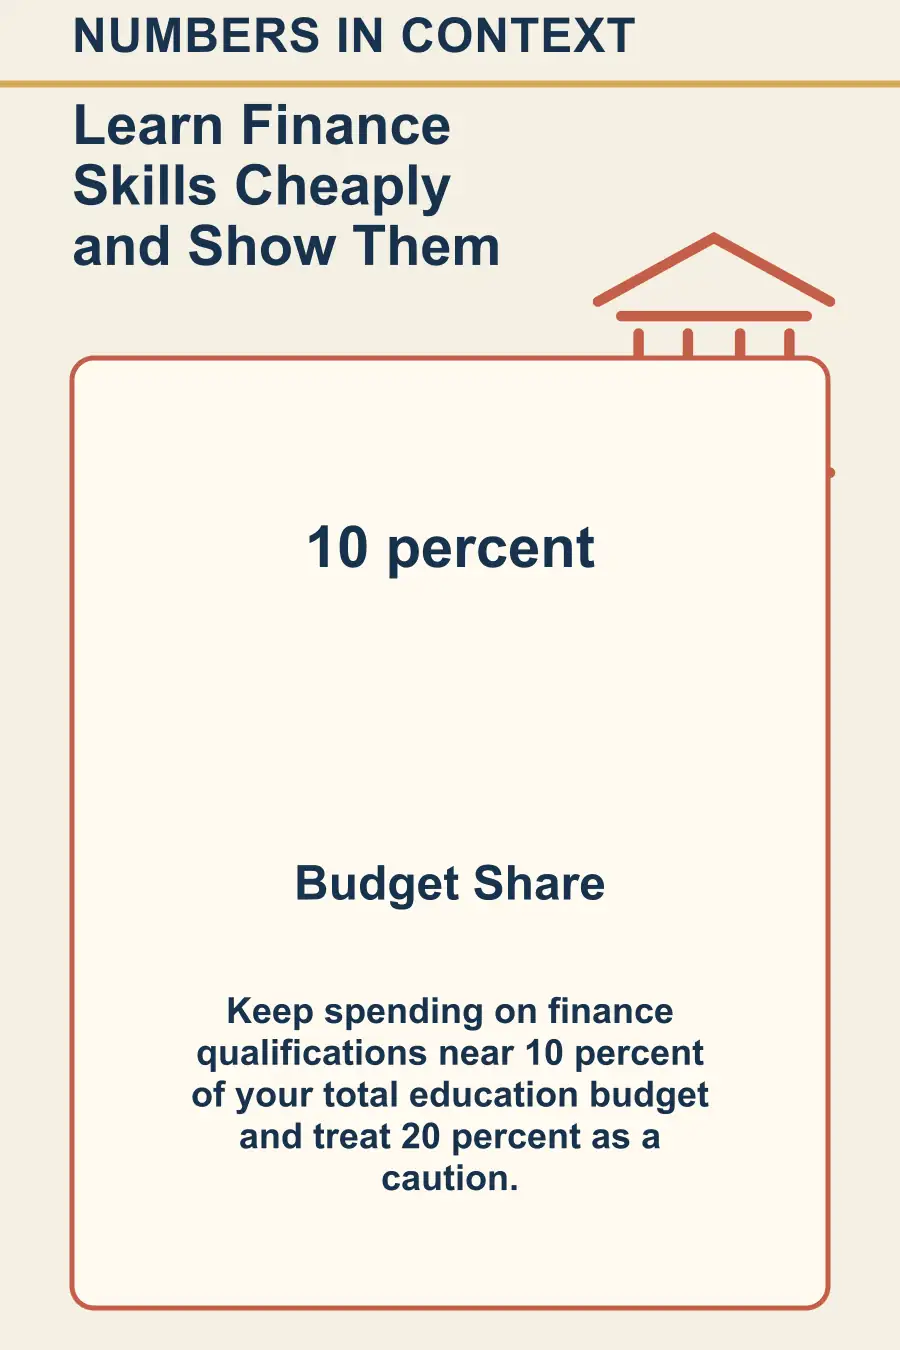 NUMBERS IN CONTEXT
Learn Finance
Skills Cheaply
and Show Them
10 percent
Budget Share
Keep spending on finance
qualifications near 10 percent
of your total education budget
and treat 20 percent as a
caution.